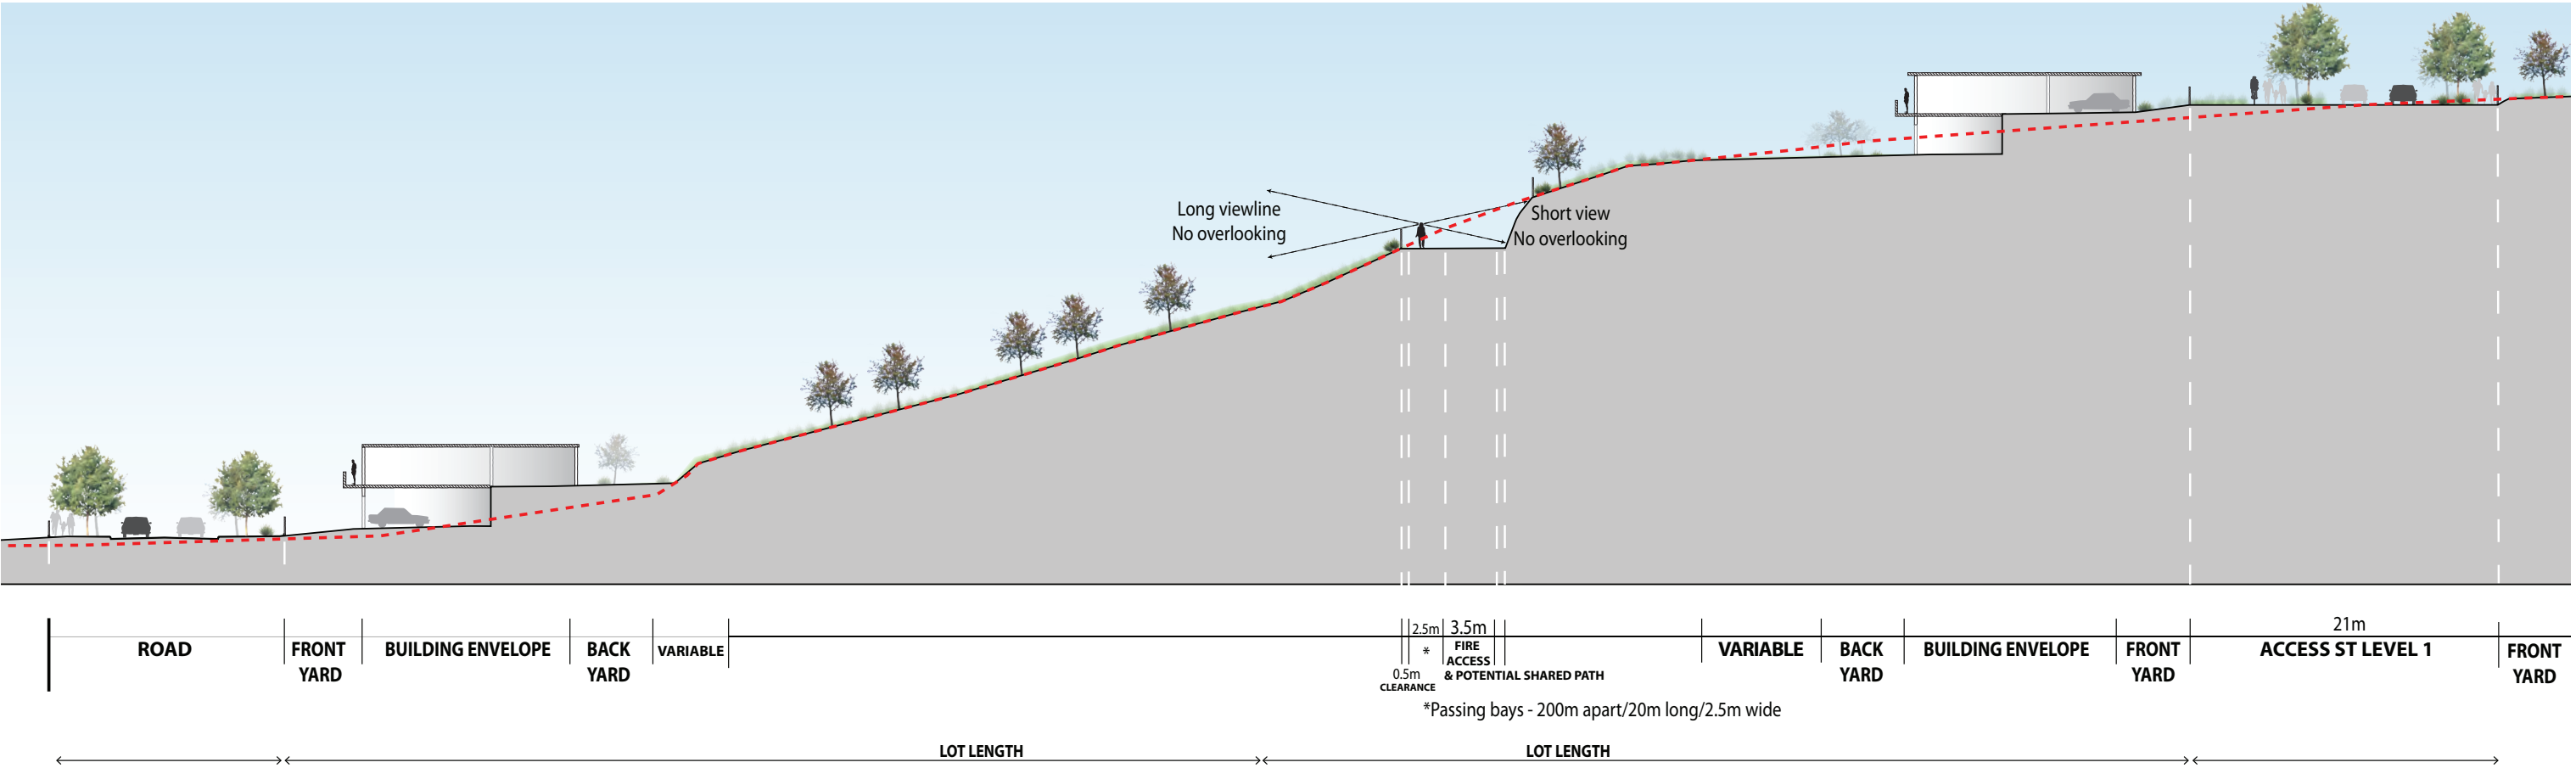 Long viewline
No overlooking
Short view
No overlooking
ROAD
FRONT
YARD
BUILDING ENVELOPE
BACK
YARD
VARIABLE
2.5m
*
3.5m
FIRE
ACCESS
& POTENTIAL SHARED PATH
0.5m
CLEARANCE
VARIABLE
BACK
YARD
BUILDING ENVELOPE
FRONT
YARD
21m
ACCESS ST LEVEL 1
FRONT
YARD
*Passing bays - 200m apart/20m long/2.5m wide
LOT LENGTH
LOT LENGTH